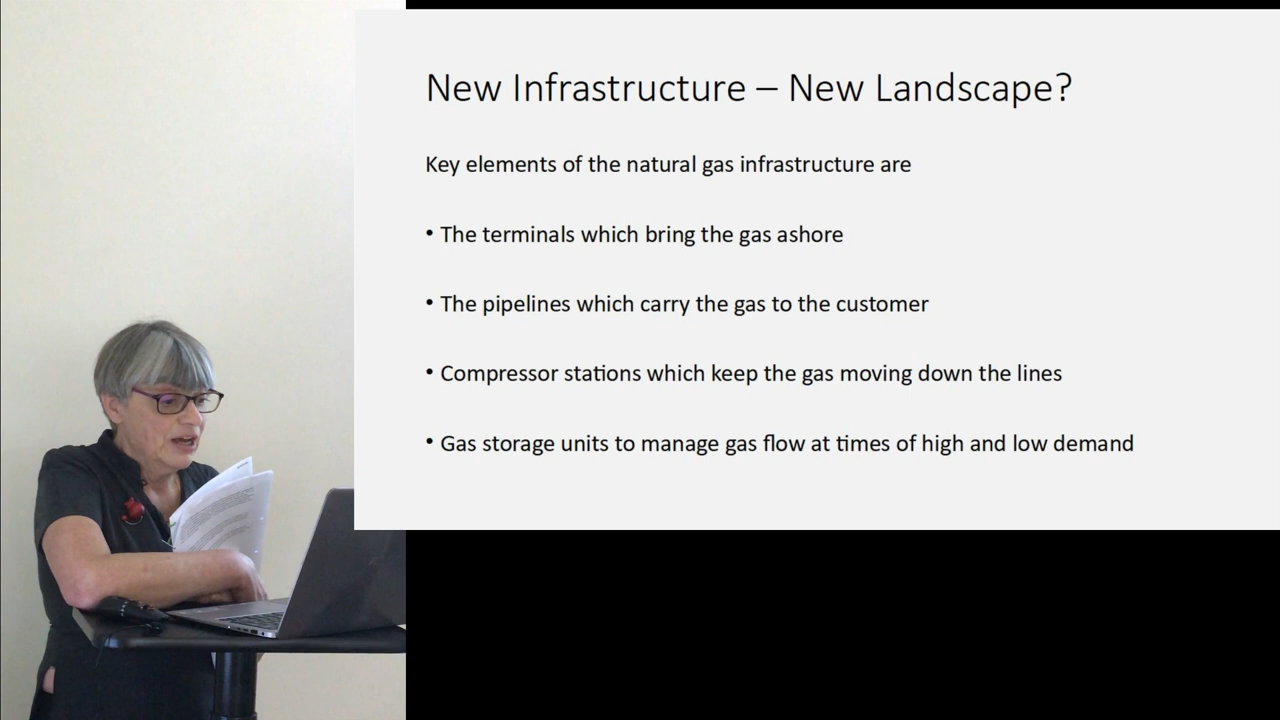 New Infrastructure – New Landscape?
Key elements of the natural gas infrastructure are
• The terminals which bring the gas ashore
• The pipelines which carry the gas to the customer
• Compressor stations which keep the gas moving down the lines
• Gas storage units to manage gas flow at times of high and low demand